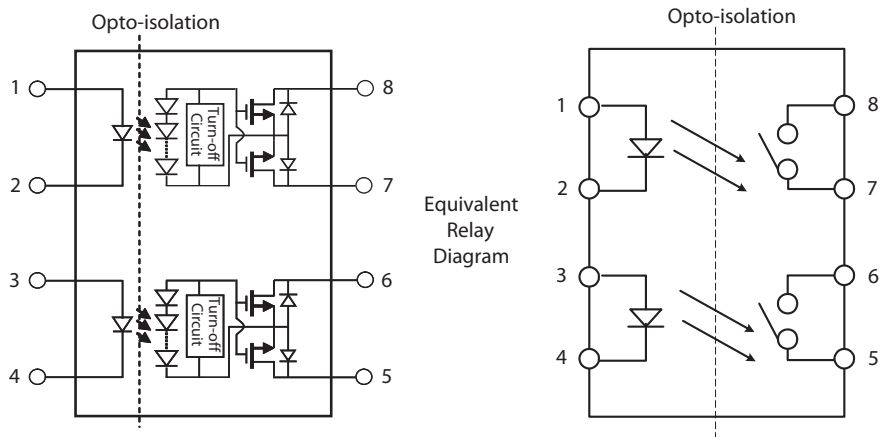 Opto-isolation
1
2
3
4
Turn-off
Circuit
Turn-off
Circuit
8
7
6
5
Equivalent
Relay
Diagram
Opto-isolation
1
2
3
4
8
7
6
5